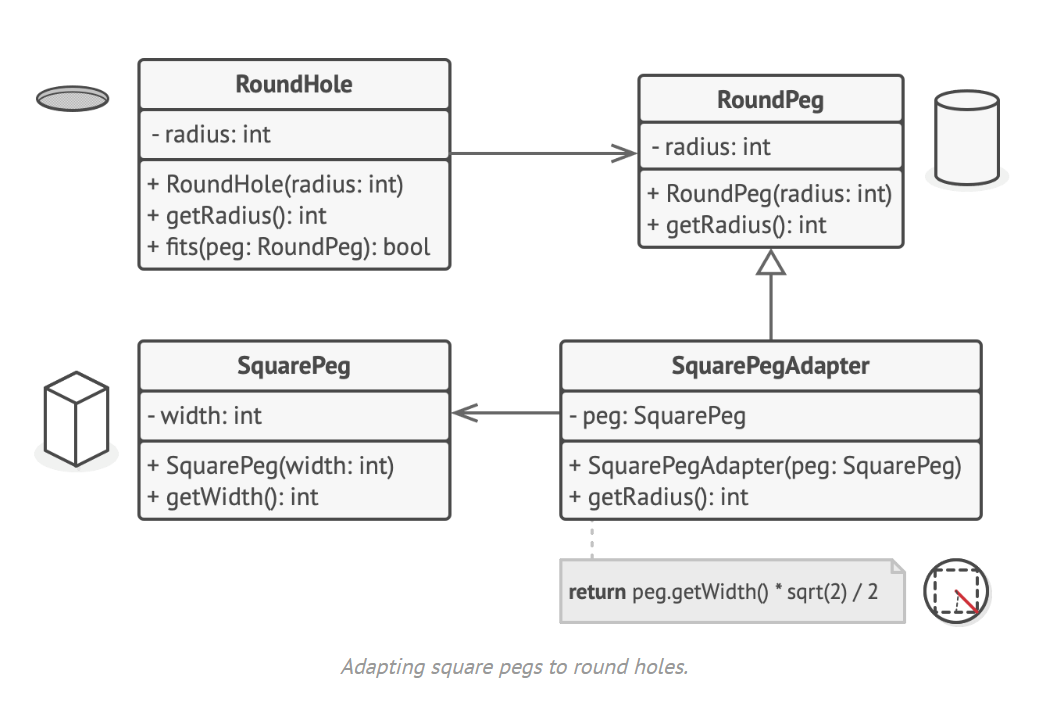 RoundHole
- radius: int
+ RoundHole(radius: int)
+ getRadius(): int
+ fits(peg: RoundPeg): bool
RoundPeg
- radius: int
+ RoundPeg(radius: int)
+ getRadius(): int
SquarePeg
- width: int
+ SquarePeg(width: int)
+ getWidth(): int
SquarePegAdapter
- peg: SquarePeg
+ SquarePegAdapter(peg: SquarePeg)
+ getRadius(): int
return peg.getWidth() * sqrt(2) / 2
Adapting square pegs to round holes.